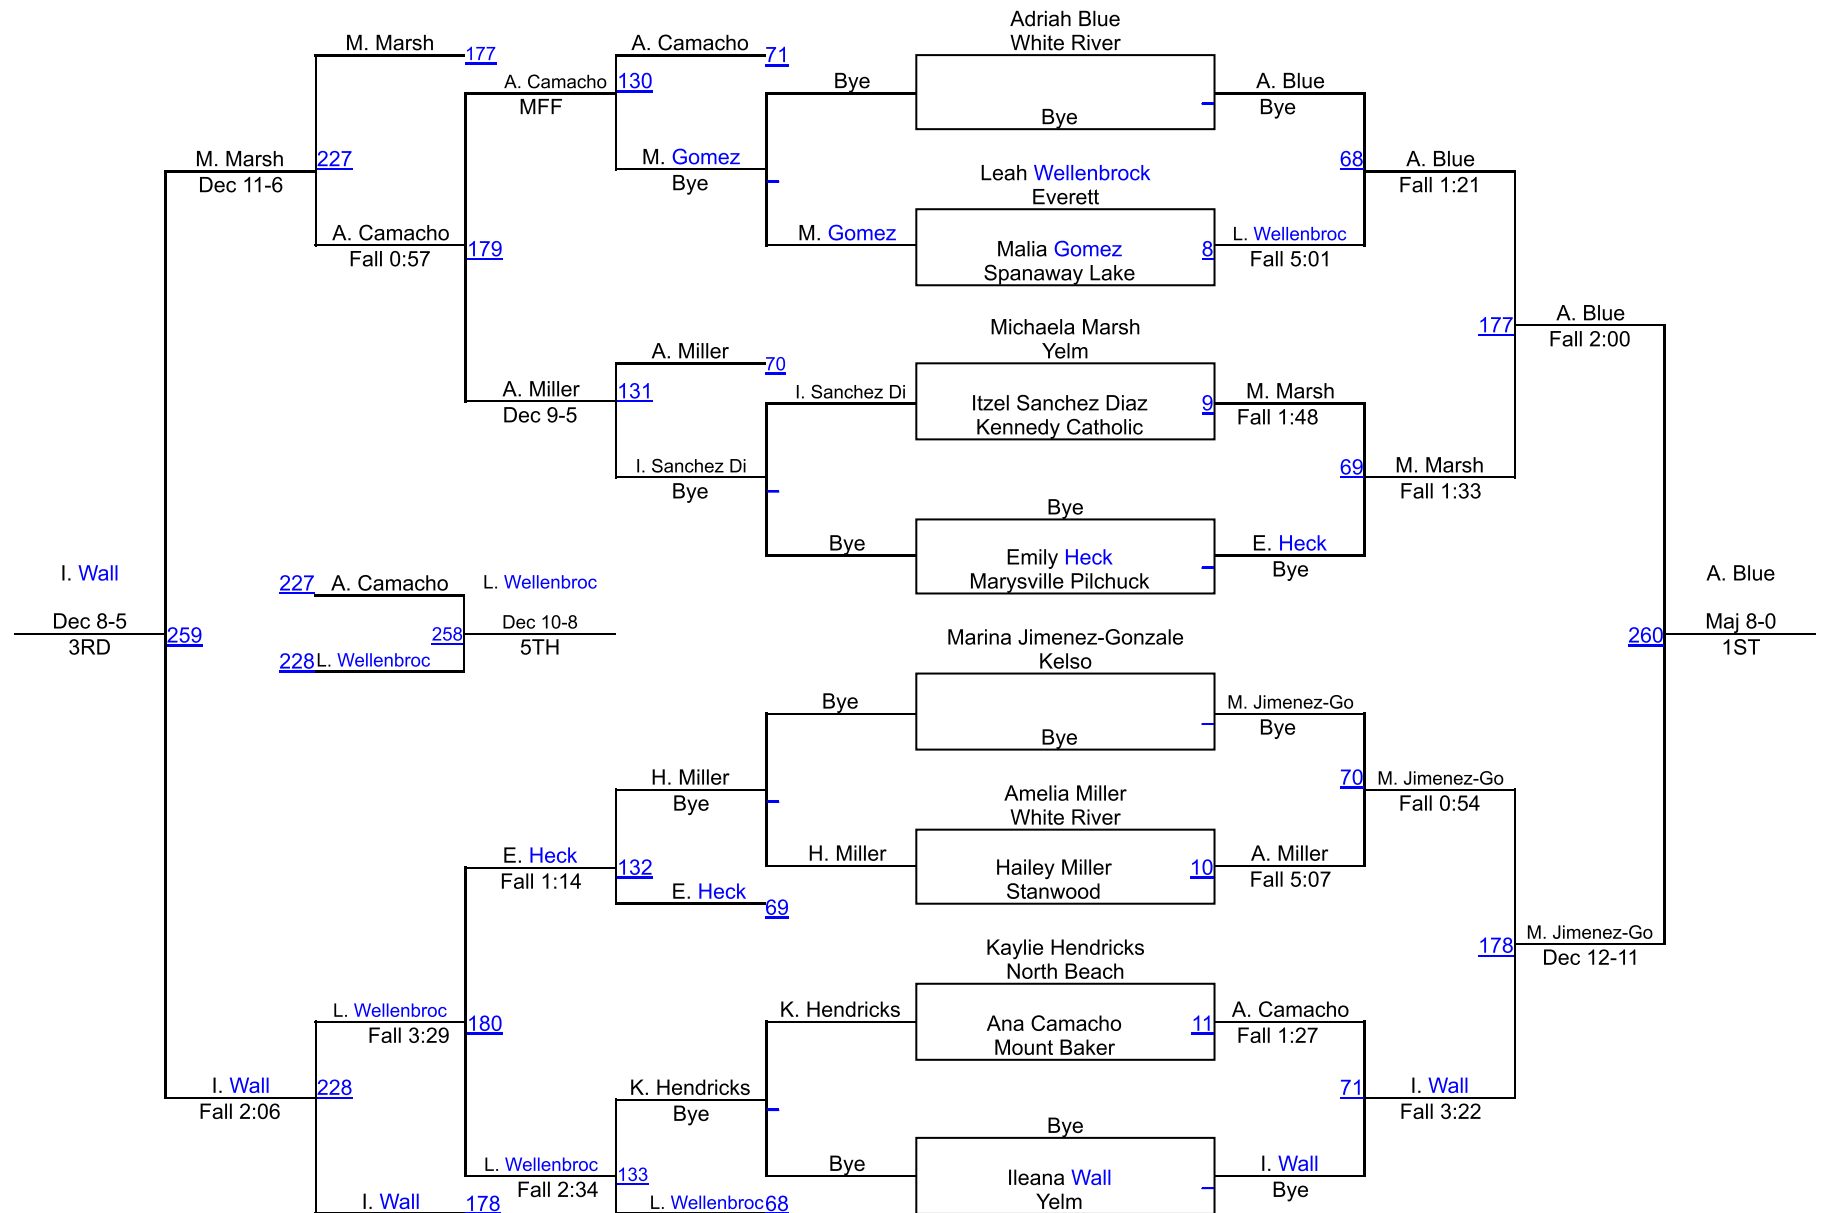 Adriah Blue
White River
M. Marsh
177
A. Camacho
71
A. Camacho
130
MFF
Bye
A. Blue
Bye
Bye
M. Marsh
227
Dec 11-6
M. Gomez
Bye
Leah Wellenbrock
Everett
68
A. Blue
Fall 1:21
A. Camacho
Fall 0:57
179
M. Gomez
Malia Gomez
8
Spanaway Lake
L. Wellenbroc
Fall 5:01
Michaela Marsh
Yelm
177
A. Blue
Fall 2:00
A. Miller
70
A. Miller
131
Dec 9-5
I. Sanchez Di
Itzel Sanchez Diaz
9
Kennedy Catholic
M. Marsh
Fall 1:48
I. Sanchez Di
Bye
69
M. Marsh
Fall 1:33
Bye
Bye
Emily Heck
Marysville Pilchuck
E. Heck
Bye
I. Wall
Dec 8-5
259
3RD
227
A. Camacho
L. Wellenbroc
258
Dec 10-8
5TH
228
L. Wellenbroc
A. Blue
260
Maj 8-0
1ST
Marina Jimenez-Gonzale
Kelso
Bye
Bye
M. Jimenez-Go
Bye
H. Miller
Bye
Amelia Miller
White River
70
M. Jimenez-Go
Fall 0:54
E. Heck
132
Fall 1:14
E. Heck
69
H. Miller
Hailey Miller
10
Stanwood
A. Miller
Fall 5:07
Kaylie Hendricks
North Beach
178
M. Jimenez-Go
Dec 12-11
L. Wellenbroc
Fall 3:29
180
K. Hendricks
Ana Camacho
11
Mount Baker
A. Camacho
Fall 1:27
I. Wall
228
Fall 2:06
K. Hendricks
Bye
71
I. Wall
Fall 3:22
Bye
L. Wellenbroc
133
Fall 2:34
Bye
Ileana Wall
Yelm
I. Wall
Bye
I. Wall
178
L. Wellenbroc
68